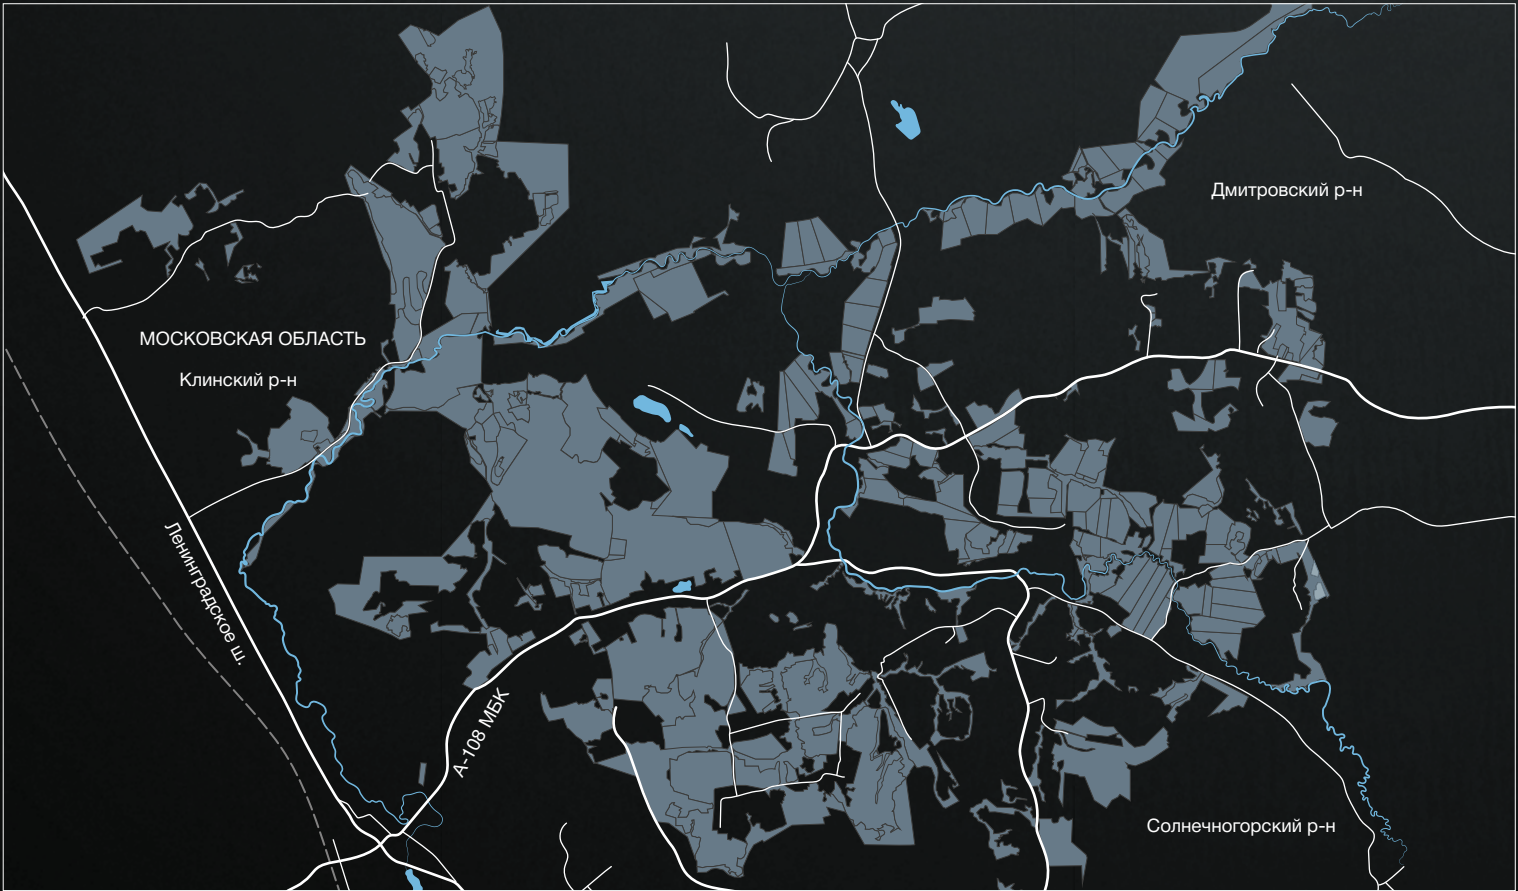 Дмитровский р-н
МОСКОВСКАЯ ОБЛАСТЬ
Клинский р-н
Ленинградское ш.
А-108 МБК
Солнечногорский р-н